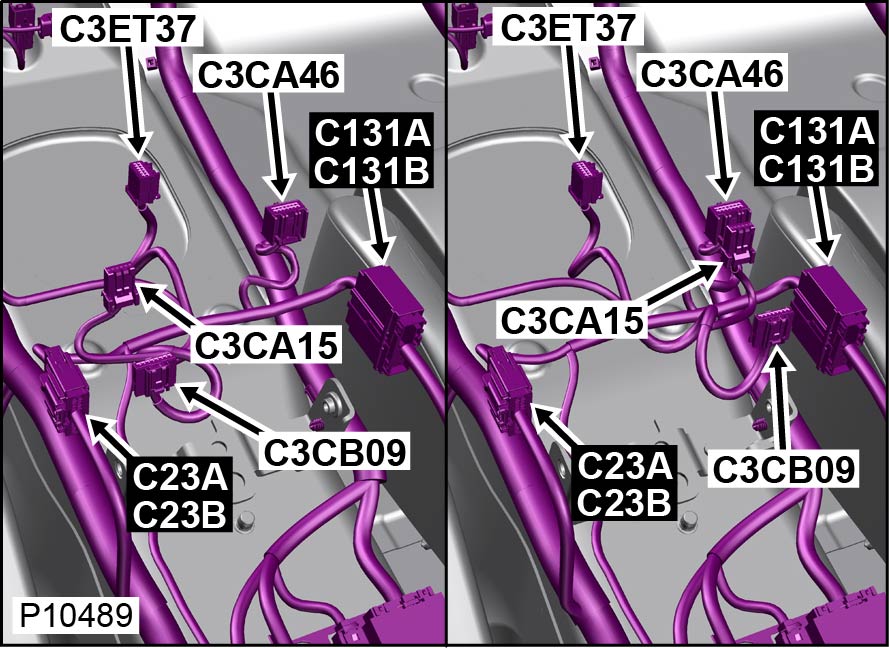 C3ET37
C3CA46
C131A
C131B
C3CA15
C3CB09
C23A
C23B
P10489
C3ET37
C3CA46
C131A
C131B
C3CA15
C3CB09
C23A
C23B